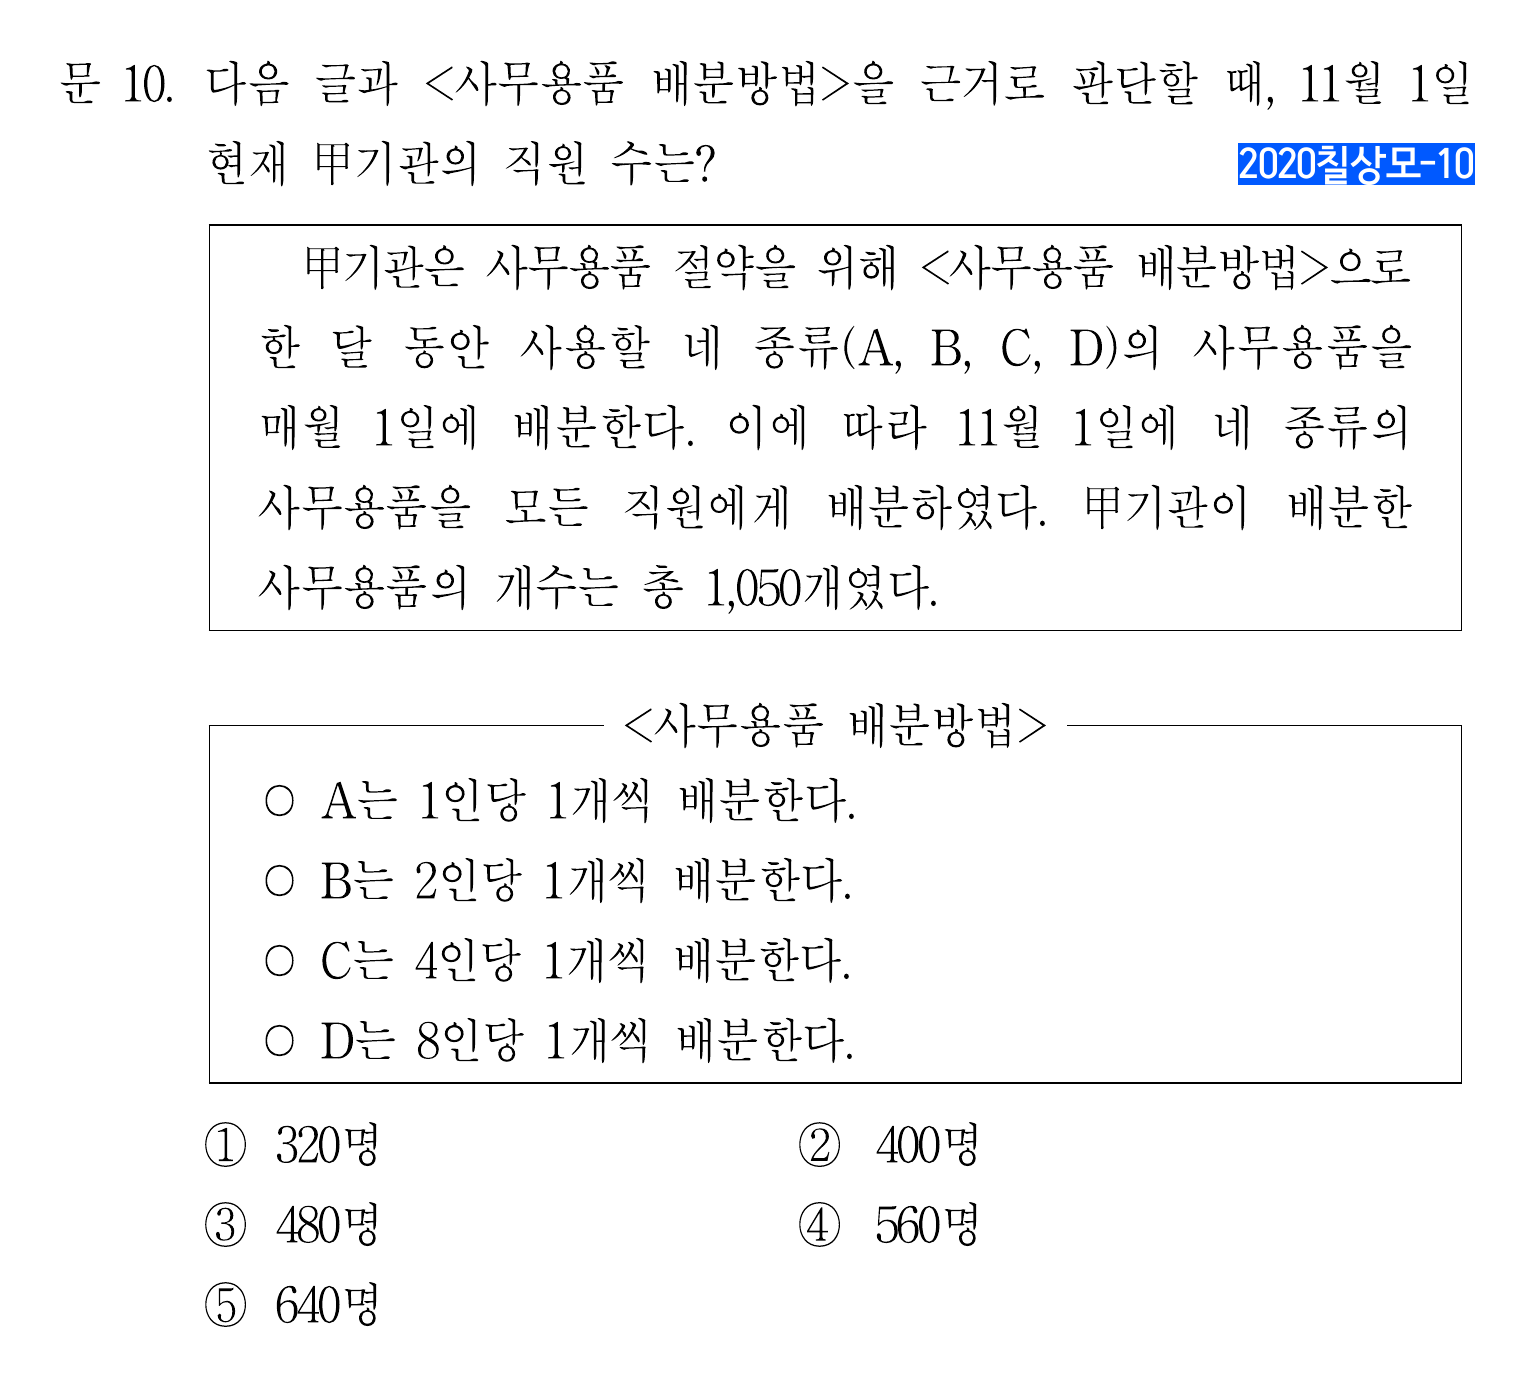 문 10. 다음 글과 <사무용품 배분방법>을 근거로 판단할 때, 11월 1일
현재 甲기관의 직원 수는?
2020칠상모-10
甲기관은 사무용품 절약을 위해 <사무용품 배분방법>으로
한 달 동안 사용할 네 종류(A, B, C, D)의 사무용품을
매월 1일에 배분한다. 이에 따라 11월 1일에 네 종류의
사무용품을 모든 직원에게 배분하였다. 甲기관이 배분한
사무용품의 개수는 총 1,050개였다.
<사무용품 배분방법>
○ A는 1인당 1개씩 배분한다.
○ B는 2인당 1개씩 배분한다.
○ C는 4인당 1개씩 배분한다.
○ D는 8인당 1개씩 배분한다.
① 320명 ② 400명
③ 480명 ④ 560명
⑤ 640명